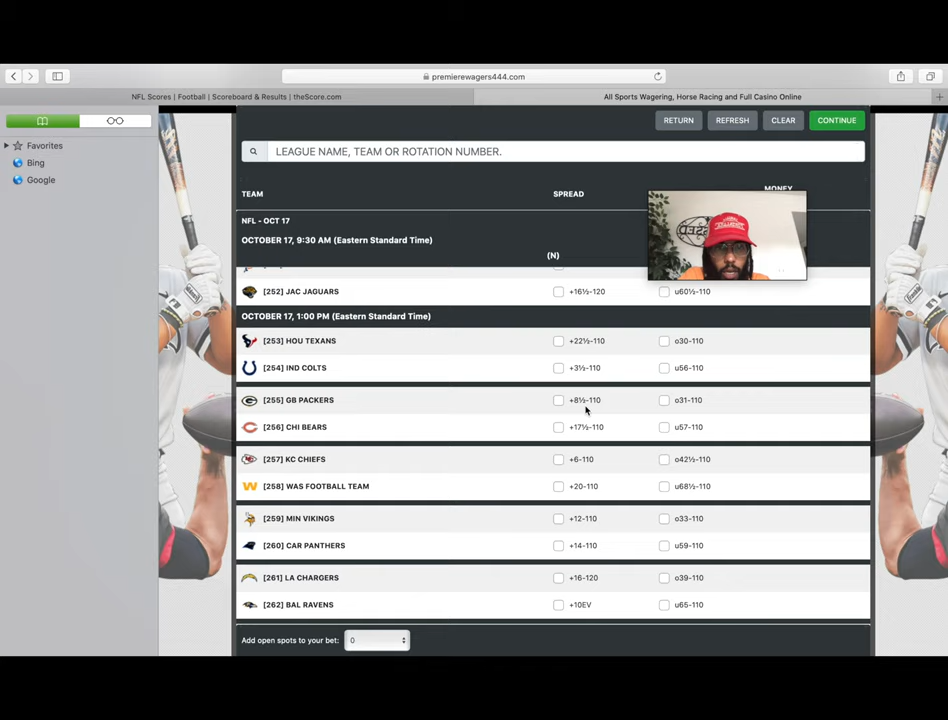 premierewagers444.com
NFL Scores | Football | Scoreboard & Results | theScore.com
All Sports Wagering, Horse Racing and Full Casino Online
Favorites
Bing
Google
RETURN REFRESH CLEAR CONTINUE
LEAGUE NAME, TEAM OR ROTATION NUMBER.
TEAM SPREAD MONEY
NFL - OCT 17
OCTOBER 17, 9:30 AM (Eastern Standard Time)
(N)
[252] JAC JAGUARS +16½-120 u60½-110
OCTOBER 17, 1:00 PM (Eastern Standard Time)
[253] HOU TEXANS +22½-110 o30-110
[254] IND COLTS +3½-110 u56-110
[255] GB PACKERS +8½-110 o31-110
[256] CHI BEARS +17½-110 u57-110
[257] KC CHIEFS +6-110 o42½-110
[258] WAS FOOTBALL TEAM +20-110 u68½-110
[259] MIN VIKINGS +12-110 o33-110
[260] CAR PANTHERS +14-110 u59-110
[261] LA CHARGERS +16-120 o39-110
[262] BAL RAVENS +10EV u65-110
Add open spots to your bet: 0